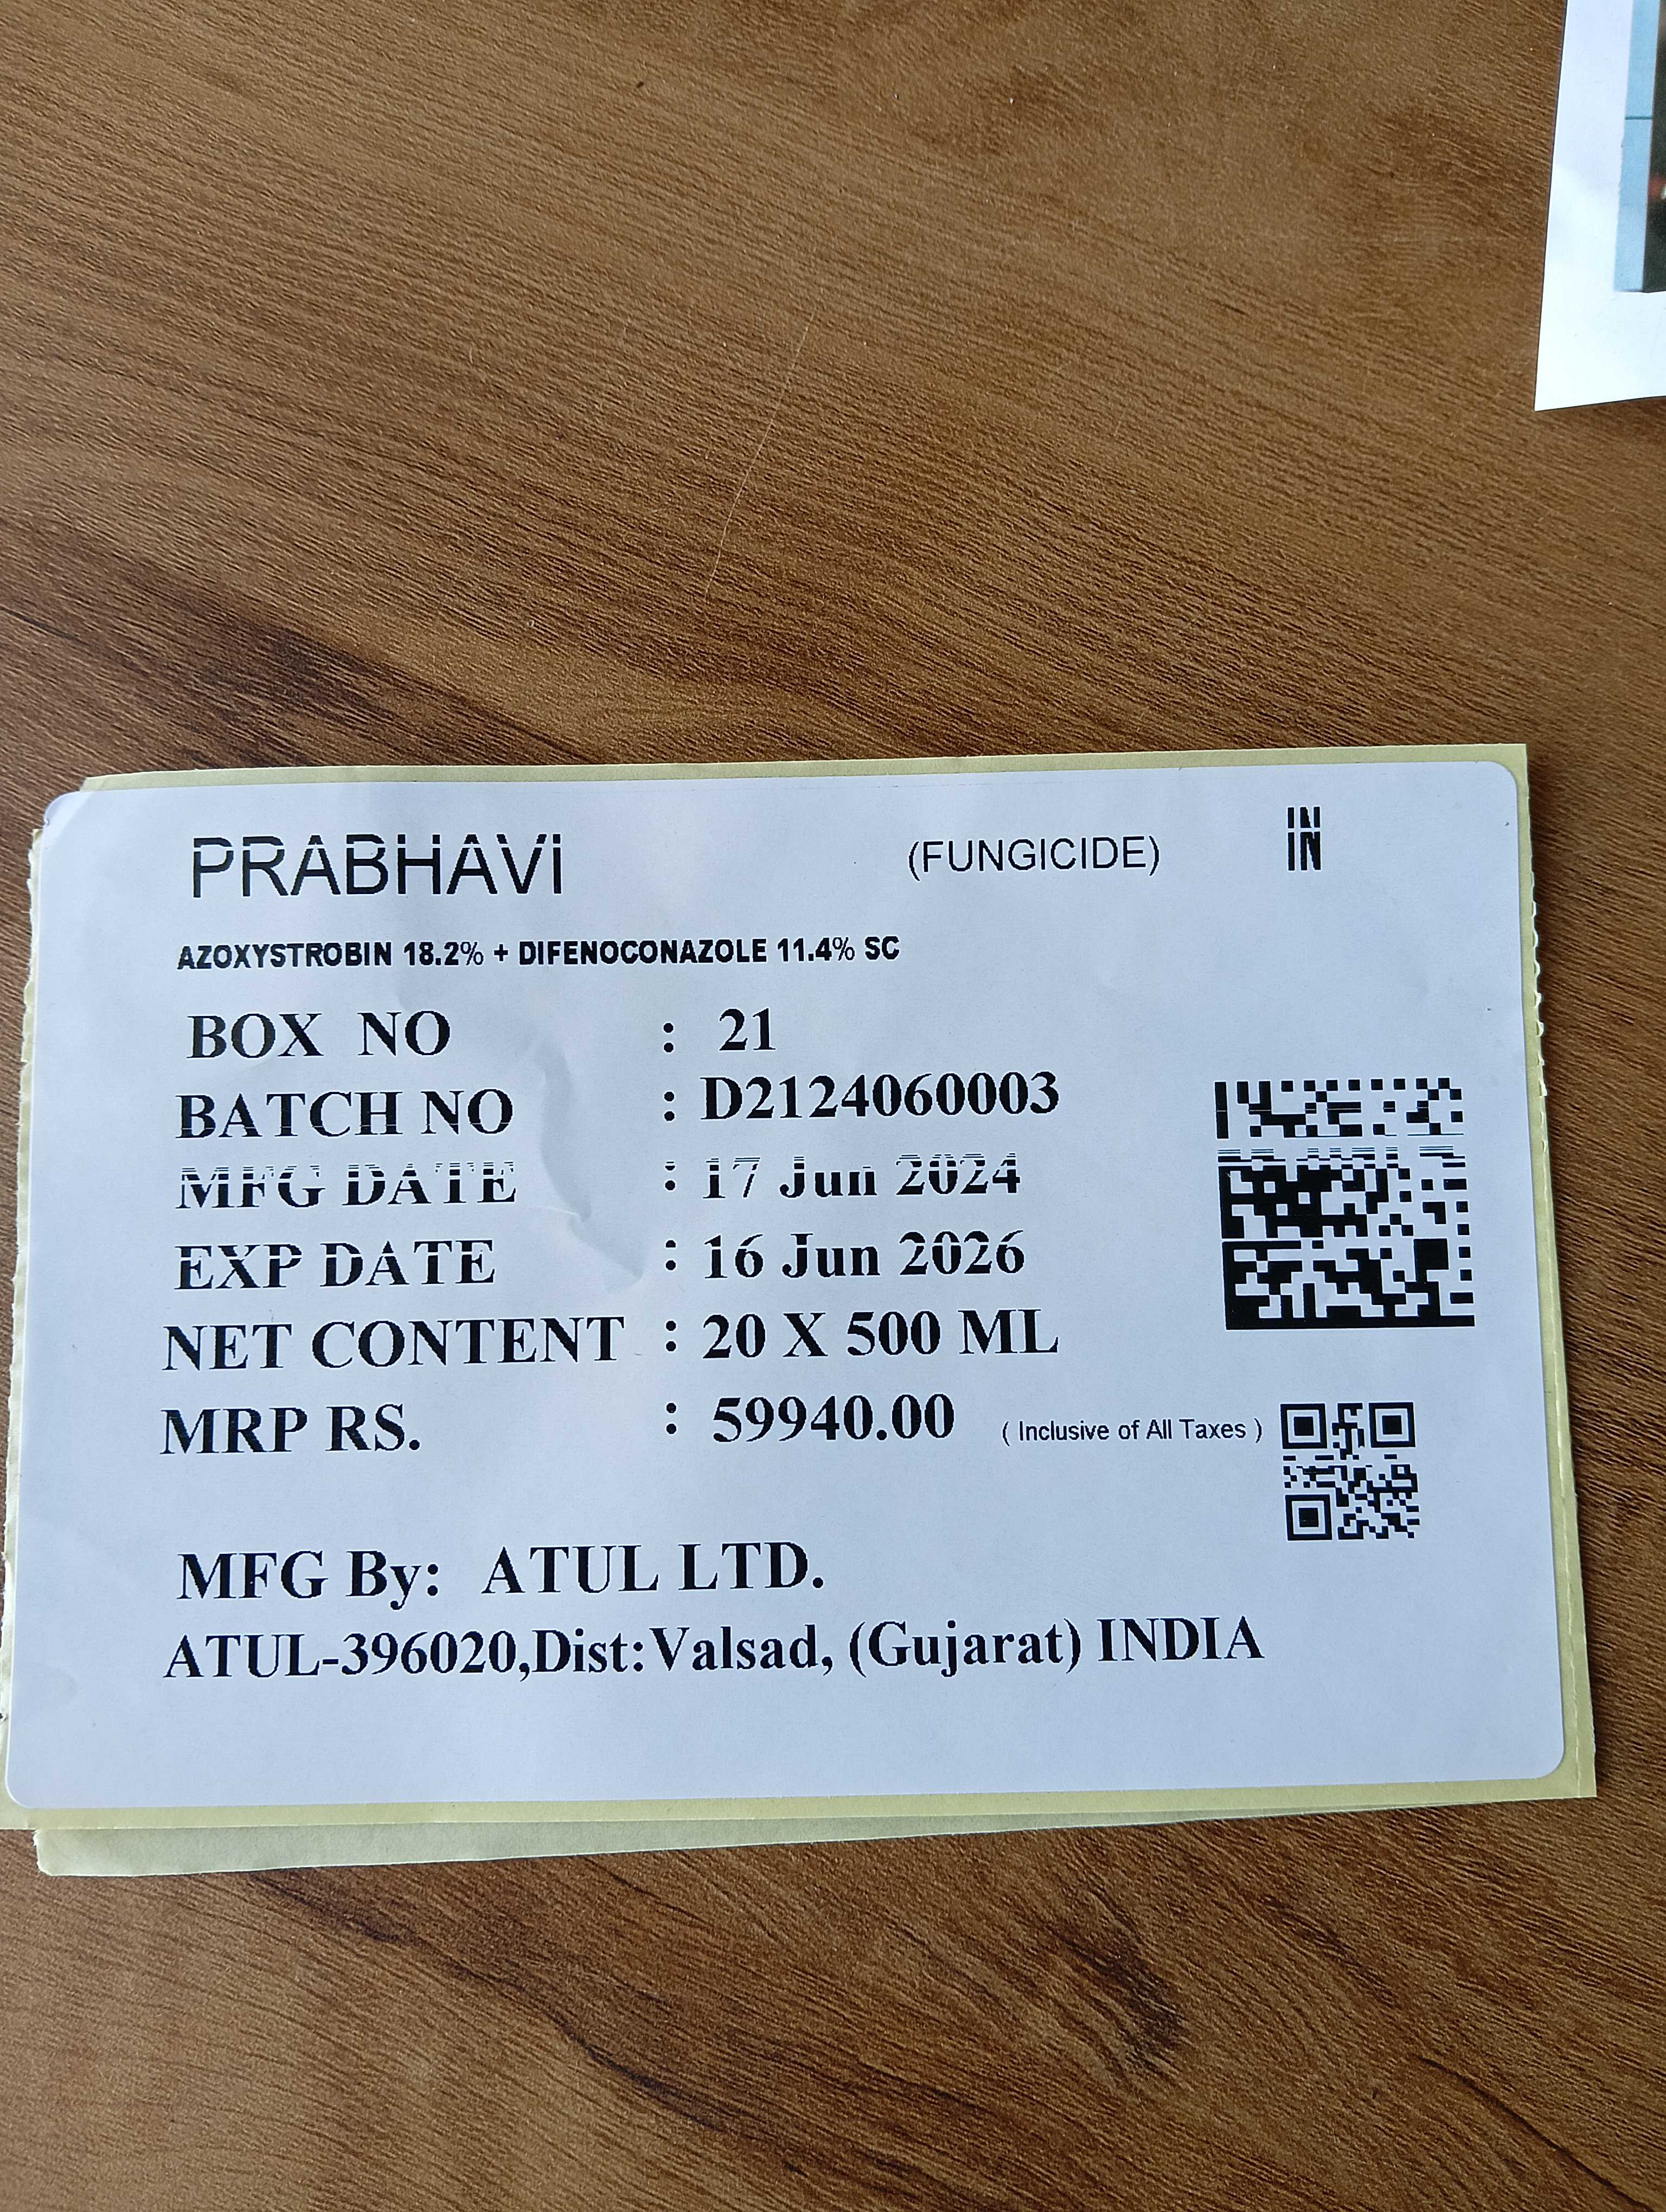 PRABHAVI (FUNGICIDE) IN
AZOXYSTROBIN 18.2% + DIFENOCONAZOLE 11.4% SC
BOX NO : 21
BATCH NO : D2124060003
MFG DATE : 17 Jun 2024
EXP DATE : 16 Jun 2026
NET CONTENT : 20 X 500 ML
MRP RS. : 59940.00 ( Inclusive of All Taxes )
MFG By: ATUL LTD.
ATUL-396020,Dist:Valsad, (Gujarat) INDIA